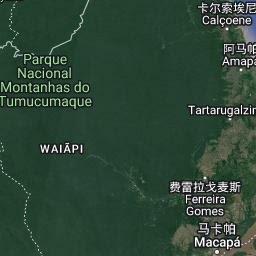 卡尔索埃尼
Calçoene
阿马帕
Amapá
Parque
Nacional
Montanhas do
Tumucumaque
Tartarugalzin
WAIÃPI
费雷拉戈麦斯
Ferreira
Gomes
马卡帕
Macapá